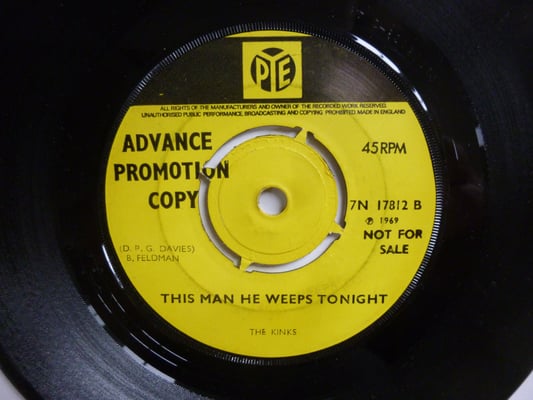 PYE
ALL RIGHTS OF THE MANUFACTURERS AND OWNER OF THE RECORDED WORK RESERVED.
UNAUTHORISED PUBLIC PERFORMANCE, BROADCASTING AND COPYING PROHIBITED MADE IN ENGLAND
ADVANCE
PROMOTION
COPY
45 RPM
7N 17812 B
℗ 1969
NOT FOR
SALE
(D. P. G. DAVIES)
B. FELDMAN
THIS MAN HE WEEPS TONIGHT
THE KINKS